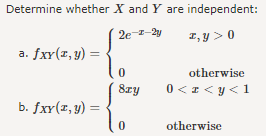 Determine whether X and Y are independent:
a. f_{XY}(x, y) = { 2e^{-x-2y}   x, y > 0
0   otherwise
b. f_{XY}(x, y) = { 8xy   0 < x < y < 1
0   otherwise